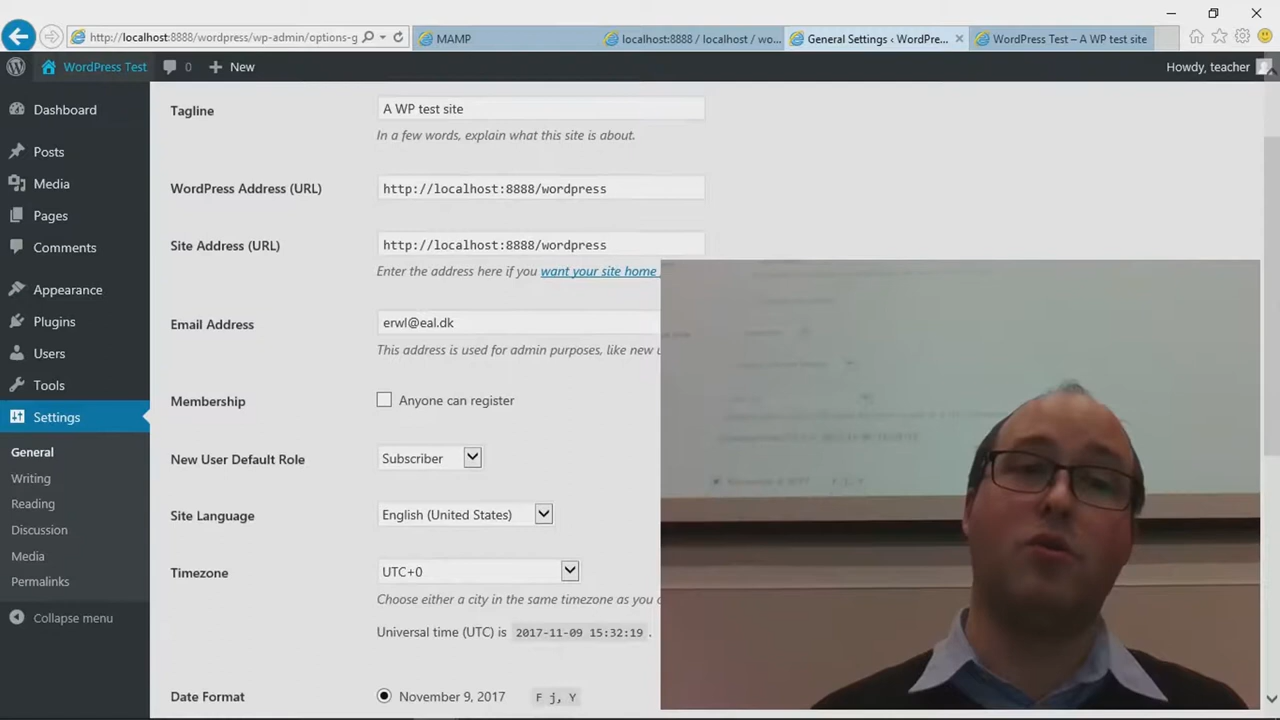 http://localhost:8888/wordpress/wp-admin/options-g
MAMP
localhost:8888 / localhost / wo...
General Settings ‹ WordPre...
WordPress Test – A WP test site
WordPress Test
0
New
Howdy, teacher
Dashboard
Posts
Media
Pages
Comments
Appearance
Plugins
Users
Tools
Settings
General
Writing
Reading
Discussion
Media
Permalinks
Collapse menu
Tagline
A WP test site
In a few words, explain what this site is about.
WordPress Address (URL)
http://localhost:8888/wordpress
Site Address (URL)
http://localhost:8888/wordpress
Enter the address here if you want your site home
Email Address
erwl@eal.dk
This address is used for admin purposes, like new
Membership
Anyone can register
New User Default Role
Subscriber
Site Language
English (United States)
Timezone
UTC+0
Choose either a city in the same timezone as you
Universal time (UTC) is 2017-11-09 15:32:19 .
Date Format
November 9, 2017
F j, Y